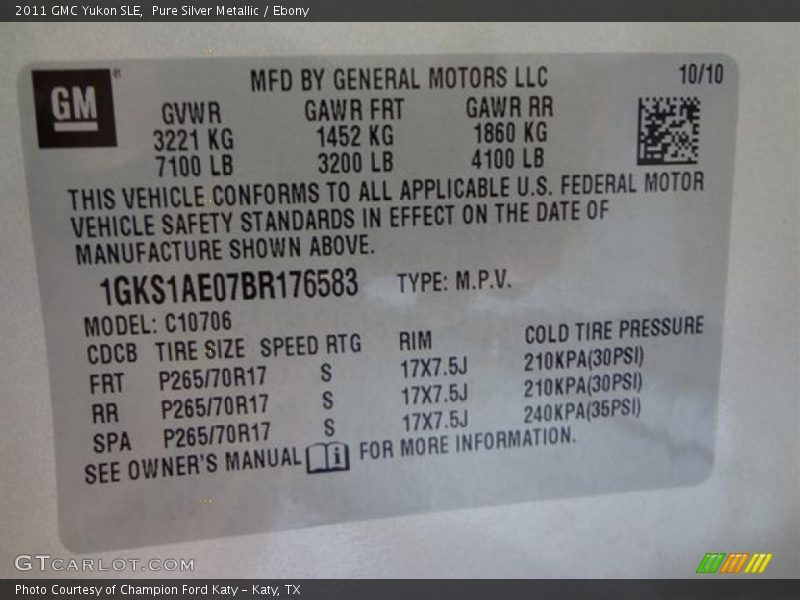 2011 GMC Yukon SLE,  Pure Silver Metallic / Ebony
GM
MFD BY GENERAL MOTORS LLC
10/10
GVWR GAWR FRT GAWR RR
3221 KG 1452 KG 1860 KG
7100 LB 3200 LB 4100 LB
THIS VEHICLE CONFORMS TO ALL APPLICABLE U.S. FEDERAL MOTOR
VEHICLE SAFETY STANDARDS IN EFFECT ON THE DATE OF
MANUFACTURE SHOWN ABOVE.
1GKS1AE07BR176583 TYPE: M.P.V.
MODEL: C10706
CDCB TIRE SIZE SPEED RTG RIM COLD TIRE PRESSURE
FRT P265/70R17 S 17X7.5J 210KPA(30PSI)
RR P265/70R17 S 17X7.5J 210KPA(30PSI)
SPA P265/70R17 S 17X7.5J 240KPA(35PSI)
SEE OWNER'S MANUAL i FOR MORE INFORMATION.
GTCARLOT.COM
Photo Courtesy of Champion Ford Katy – Katy, TX